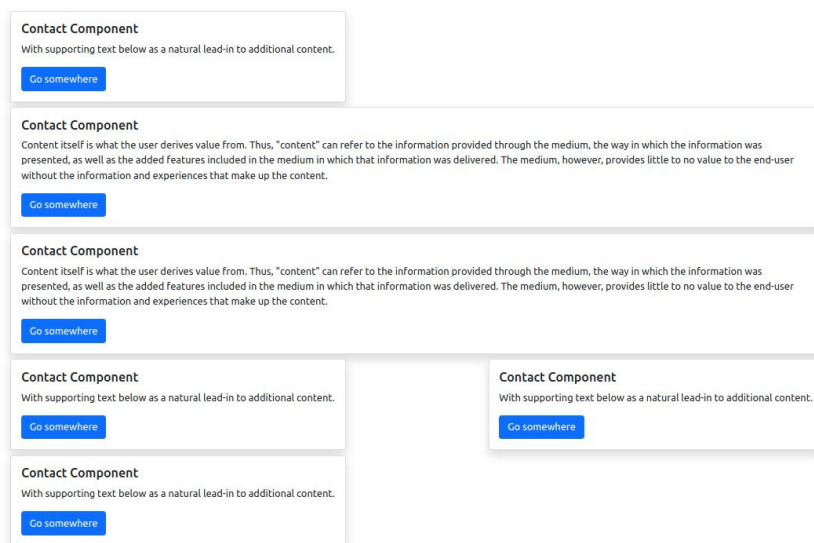 Contact Component
With supporting text below as a natural lead-in to additional content.
Go somewhere
Contact Component
Content itself is what the user derives value from. Thus, "content" can refer to the information provided through the medium, the way in which the information was
presented, as well as the added features included in the medium in which that information was delivered. The medium, however, provides little to no value to the end-user
without the information and experiences that make up the content.
Go somewhere
Contact Component
Content itself is what the user derives value from. Thus, "content" can refer to the information provided through the medium, the way in which the information was
presented, as well as the added features included in the medium in which that information was delivered. The medium, however, provides little to no value to the end-user
without the information and experiences that make up the content.
Go somewhere
Contact Component
With supporting text below as a natural lead-in to additional content.
Go somewhere
Contact Component
With supporting text below as a natural lead-in to additional content.
Go somewhere
Contact Component
With supporting text below as a natural lead-in to additional content.
Go somewhere